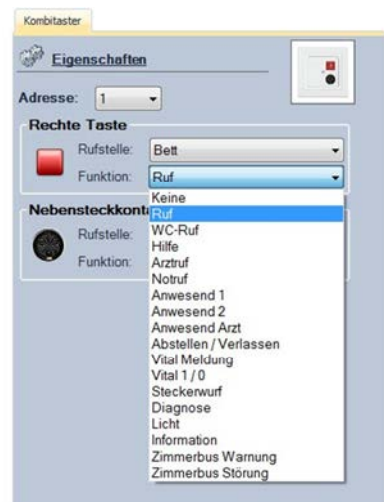 Kombitaster
Eigenschaften
Adresse: 1
Rechte Taste
Rufstelle: Bett
Funktion: Ruf
Keine
Nebensteckkonta
Ruf
Rufstelle:
WC-Ruf
Hilfe
Funktion:
Arztruf
Notruf
Anwesend 1
Anwesend 2
Anwesend Arzt
Abstellen / Verlassen
Vital Meldung
Vital 1 / 0
Steckerwurf
Diagnose
Licht
Information
Zimmerbus Warnung
Zimmerbus Störung